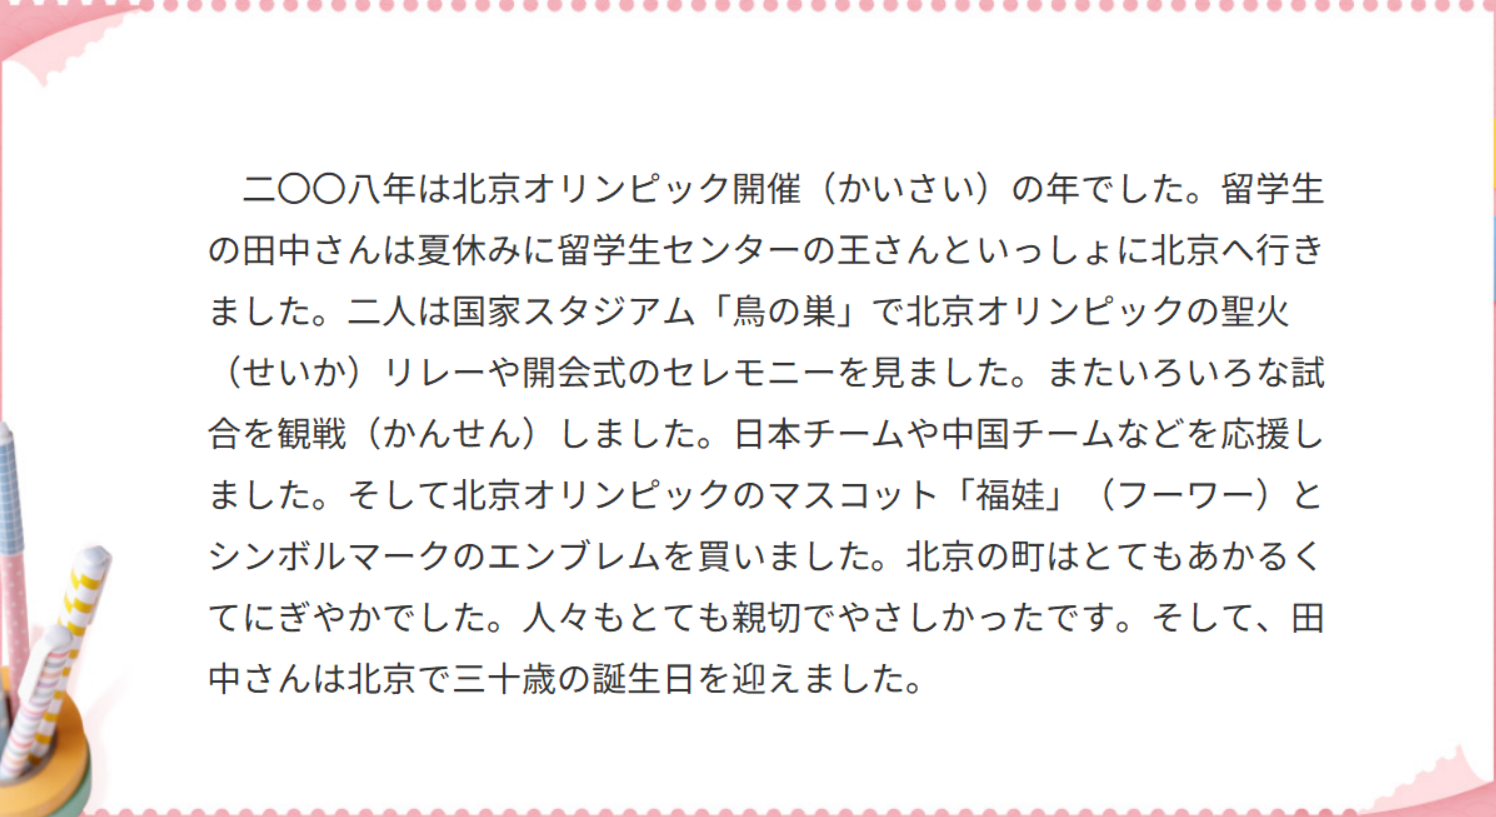 二〇〇八年は北京オリンピック開催（かいさい）の年でした。留学生
の田中さんは夏休みに留学生センターの王さんといっしょに北京へ行き
ました。二人は国家スタジアム「鳥の巣」で北京オリンピックの聖火
（せいか）リレーや開会式のセレモニーを見ました。またいろいろな試
合を観戦（かんせん）しました。日本チームや中国チームなどを応援し
ました。そして北京オリンピックのマスコット「福娃」（フーワー）と
シンボルマークのエンブレムを買いました。北京の町はとてもあかるく
てにぎやかでした。人々もとても親切でやさしかったです。そして、田
中さんは北京で三十歳の誕生日を迎えました。